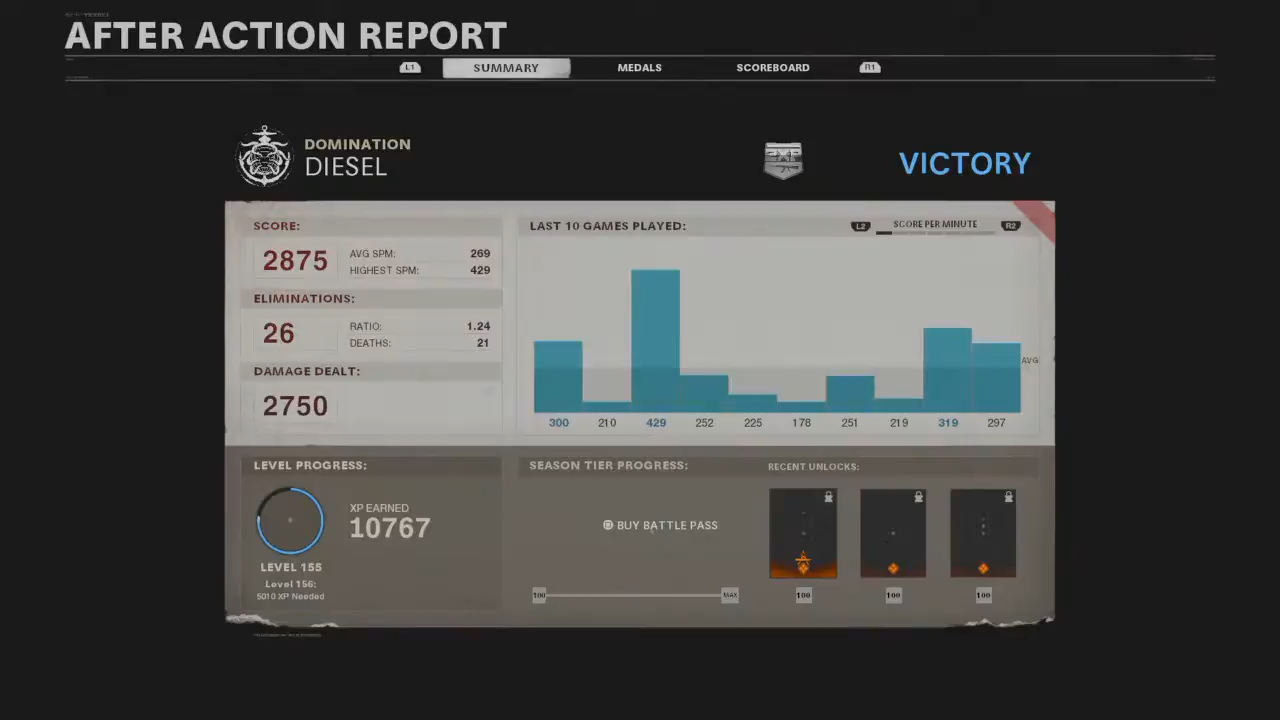 AFTER ACTION REPORT
L1 SUMMARY MEDALS SCOREBOARD R1
DOMINATION
DIESEL
2XP
VICTORY
SCORE:
2875
AVG SPM: 269
HIGHEST SPM: 429
ELIMINATIONS:
26
RATIO: 1.24
DEATHS: 21
DAMAGE DEALT:
2750
LAST 10 GAMES PLAYED:
L2 SCORE PER MINUTE R2
AVG
300 210 429 252 225 178 251 219 319 297
LEVEL PROGRESS:
XP EARNED
10767
LEVEL 155
Level 156:
5010 XP Needed
SEASON TIER PROGRESS:
BUY BATTLE PASS
100 MAX
RECENT UNLOCKS:
100 100 100